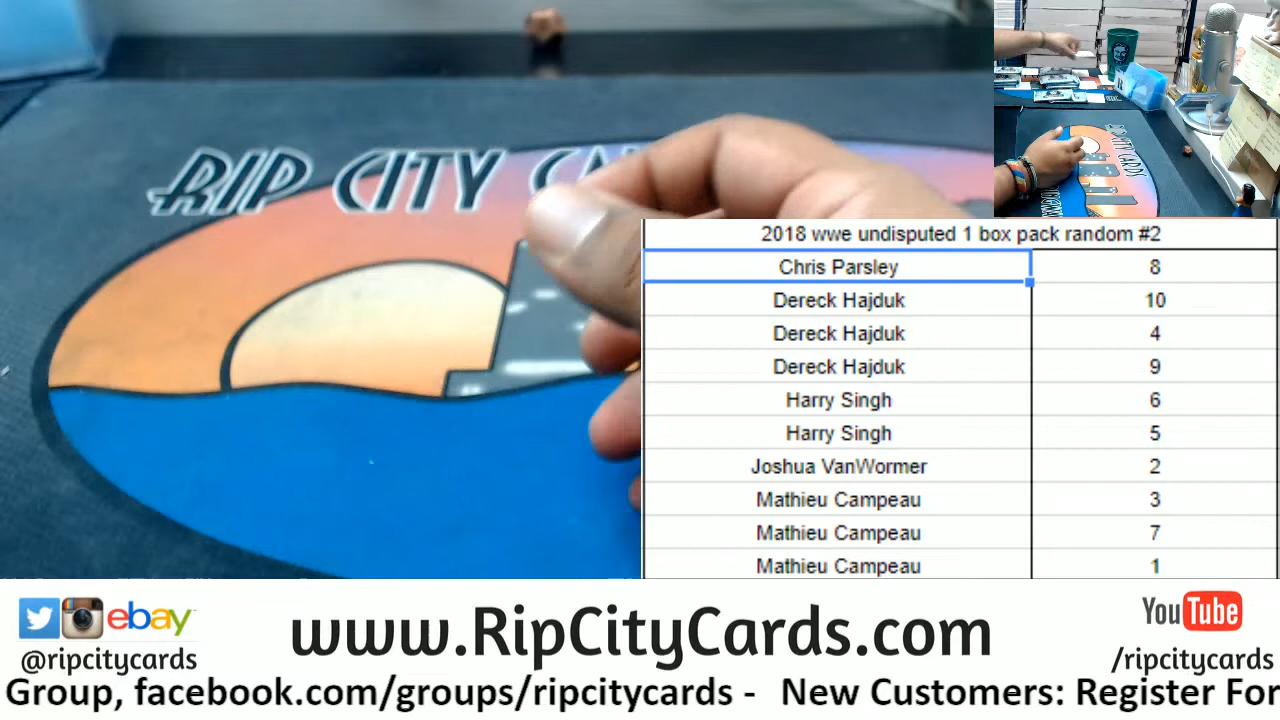 RIP CITY CA
RIP CITY CARDS
2018 wwe undisputed 1 box pack random #2
Chris Parsley 8
Dereck Hajduk 10
Dereck Hajduk 4
Dereck Hajduk 9
Harry Singh 6
Harry Singh 5
Joshua VanWormer 2
Mathieu Campeau 3
Mathieu Campeau 7
Mathieu Campeau 1
ebay
@ripcitycards
www.RipCityCards.com
YouTube
/ripcitycards
Group, facebook.com/groups/ripcitycards - New Customers: Register For